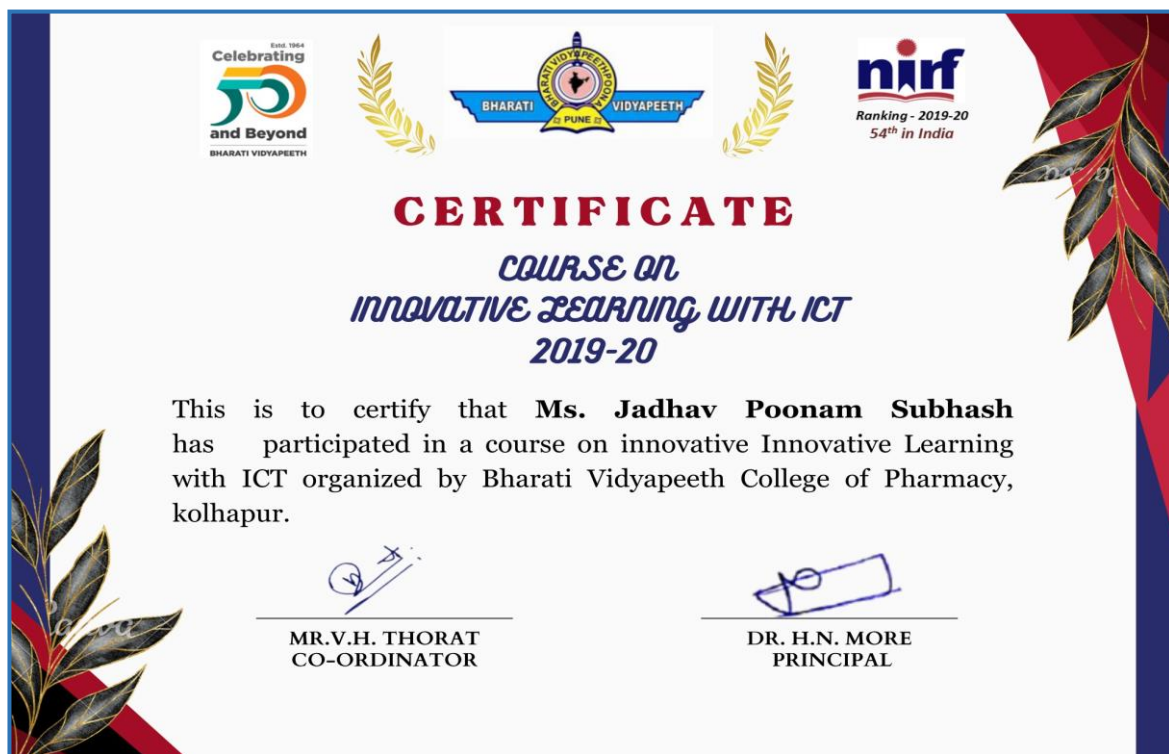 Estd. 1964
Celebrating
50
and Beyond
BHARATI VIDYAPEETH
BHARATI VIDYAPEETH POONA
BHARATI VIDYAPEETH
PUNE
nirf
Ranking - 2019-20
54th in India
CERTIFICATE
COURSE ON
INNOVATIVE LEARNING WITH ICT
2019-20
This is to certify that Ms. Jadhav Poonam Subhash
has participated in a course on innovative Innovative Learning
with ICT organized by Bharati Vidyapeeth College of Pharmacy,
kolhapur.
MR.V.H. THORAT
CO-ORDINATOR
DR. H.N. MORE
PRINCIPAL